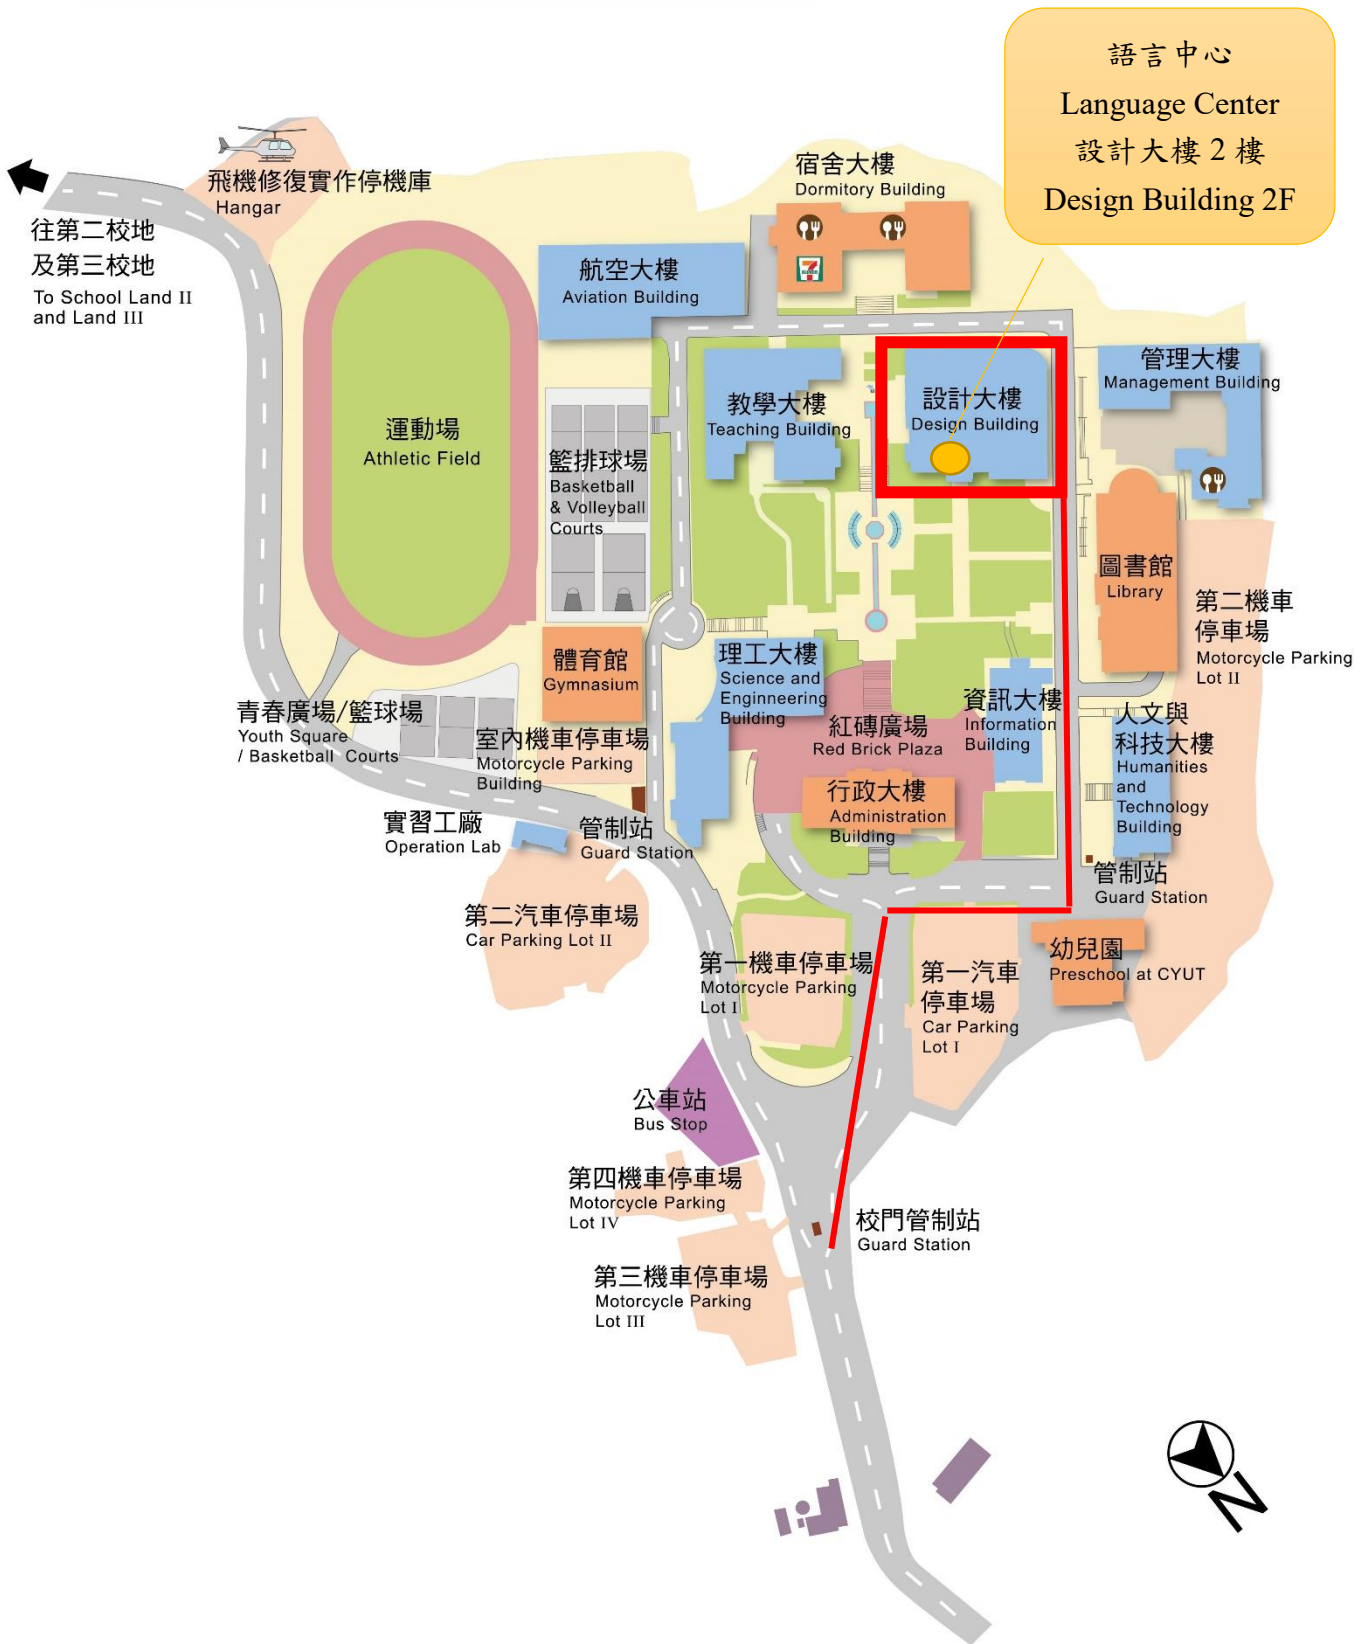 語言中心
Language Center
設計大樓 2 樓
Design Building 2F
飛機修復實作停機庫
Hangar
往第二校地
及第三校地
To School Land II
and Land III
宿舍大樓
Dormitory Building
7
ELEVEN
航空大樓
Aviation Building
教學大樓
Teaching Building
設計大樓
Design Building
管理大樓
Management Building
運動場
Athletic Field
籃排球場
Basketball
& Volleyball
Courts
圖書館
Library
第二機車
停車場
Motorcycle Parking
Lot II
體育館
Gymnasium
理工大樓
Science and
Enginneering
Building
資訊大樓
Information
Building
人文與
科技大樓
Humanities
and
Technology
Building
青春廣場/籃球場
Youth Square
/ Basketball Courts
室內機車停車場
Motorcycle Parking
Building
紅磚廣場
Red Brick Plaza
行政大樓
Administration
Building
實習工廠
Operation Lab
管制站
Guard Station
管制站
Guard Station
第二汽車停車場
Car Parking Lot II
第一機車停車場
Motorcycle Parking
Lot I
第一汽車
停車場
Car Parking
Lot I
幼兒園
Preschool at CYUT
公車站
Bus Stop
第四機車停車場
Motorcycle Parking
Lot IV
校門管制站
Guard Station
第三機車停車場
Motorcycle Parking
Lot III
N